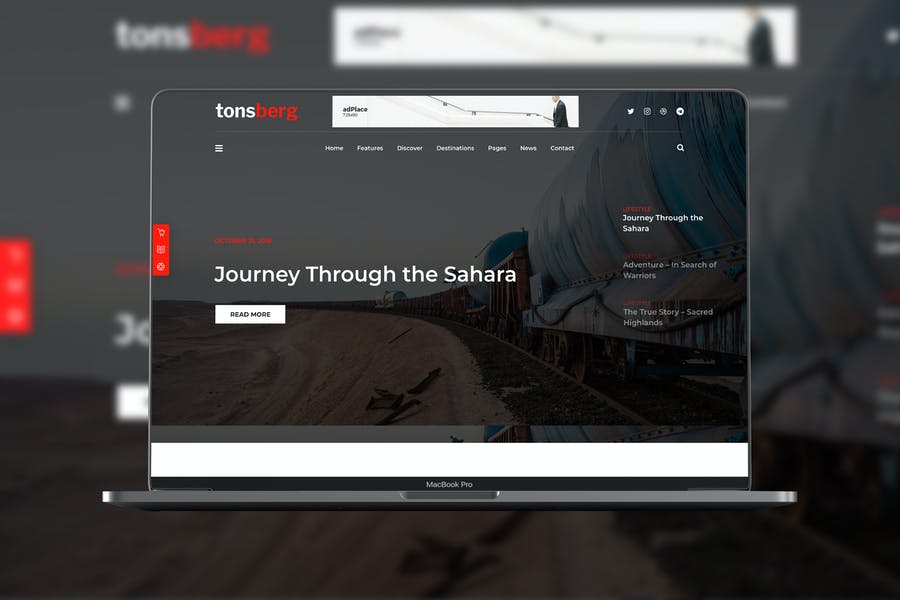 tonsberg
tonsberg
adPlace
728x90
Home Features Discover Destinations Pages News Contact
OCTOBER 31, 2018
Journey Through the Sahara
READ MORE
LIFESTYLE
Journey Through the
Sahara
LIFESTYLE
Adventure – In Search of
Warriors
LIFESTYLE
The True Story – Sacred
Highlands
MacBook Pro